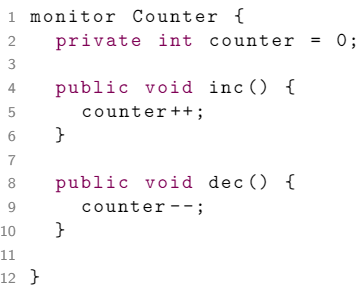 1 monitor Counter {
2   private int counter = 0;
3
4   public void inc() {
5     counter++;
6   }
7
8   public void dec() {
9     counter--;
10   }
11
12 }